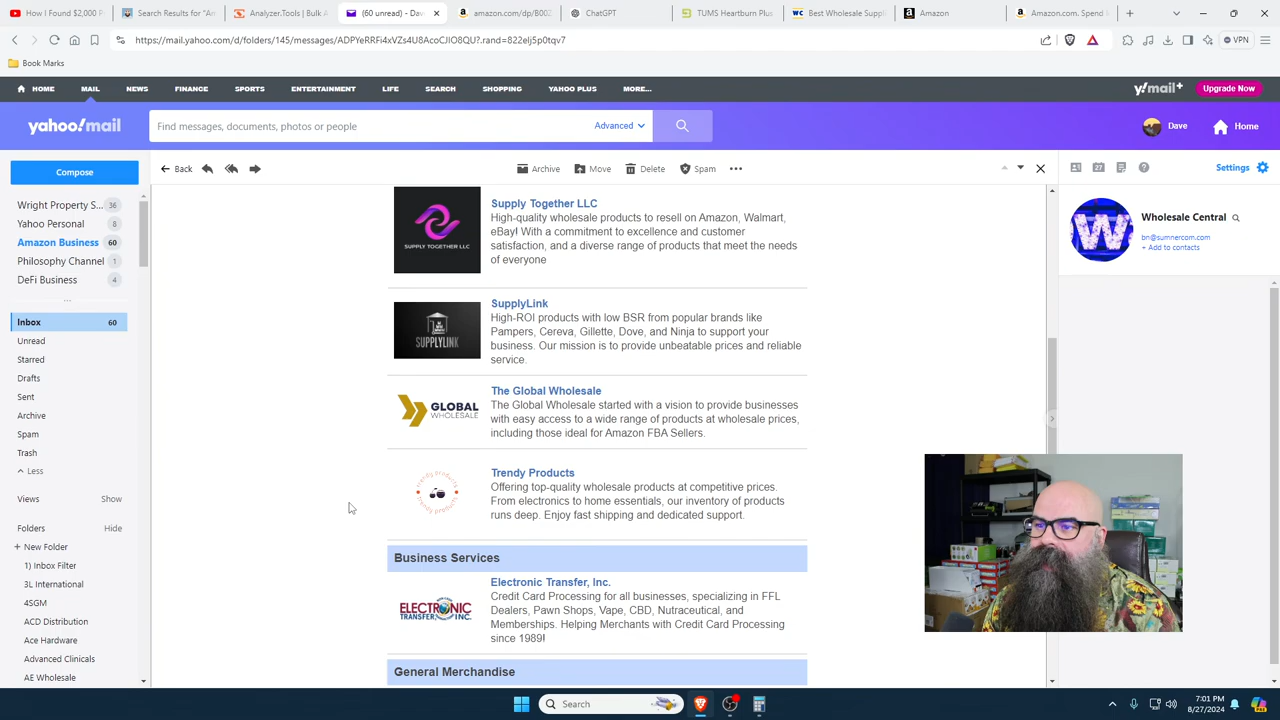 How I Found $2,000 P
Search Results for "An
Analyzer.Tools | Bulk A
(60 unread) - Dave
amazon.com/dp/B00Z
ChatGPT
TUMS Heartburn Plus
Best Wholesale Suppl
Amazon
Amazon.com. Spend l
https://mail.yahoo.com/d/folders/145/messages/ADPYeRRFi4xVZs4U8AcoCJIO8QU?.rand=822elj5p0tqv7
VPN
Book Marks
HOME
MAIL
NEWS
FINANCE
SPORTS
ENTERTAINMENT
LIFE
SEARCH
SHOPPING
YAHOO PLUS
MORE...
y!mail+
Upgrade Now
yahoo!mail
Find messages, documents, photos or people
Advanced
Dave
Home
Compose
Back
Archive
Move
Delete
Spam
Settings
Wright Property S... 36
Yahoo Personal 8
Amazon Business 60
Philosophy Channel 1
DeFi Business 4
Inbox 60
Unread
Starred
Drafts
Sent
Archive
Spam
Trash
Less
Views Show
Folders Hide
+ New Folder
1) Inbox Filter
3L International
4SGM
ACD Distribution
Ace Hardware
Advanced Clinicals
AE Wholesale
SUPPLY TOGETHER LLC
Supply Together LLC
High-quality wholesale products to resell on Amazon, Walmart,
eBay! With a commitment to excellence and customer
satisfaction, and a diverse range of products that meet the needs
of everyone
SUPPLYLINK
SupplyLink
High-ROI products with low BSR from popular brands like
Pampers, Cereva, Gillette, Dove, and Ninja to support your
business. Our mission is to provide unbeatable prices and reliable
service.
GLOBAL
WHOLESALE
The Global Wholesale
The Global Wholesale started with a vision to provide businesses
with easy access to a wide range of products at wholesale prices,
including those ideal for Amazon FBA Sellers.
trendy products
trendy products
Trendy Products
Offering top-quality wholesale products at competitive prices.
From electronics to home essentials, our inventory of products
runs deep. Enjoy fast shipping and dedicated support.
Business Services
ELECTRONIC
TRANSFER, INC.
Electronic Transfer, Inc.
Credit Card Processing for all businesses, specializing in FFL
Dealers, Pawn Shops, Vape, CBD, Nutraceutical, and
Memberships. Helping Merchants with Credit Card Processing
since 1989!
General Merchandise
W
Wholesale Central
bn@sumnercom.com
+ Add to contacts
Search
7:01 PM
8/27/2024